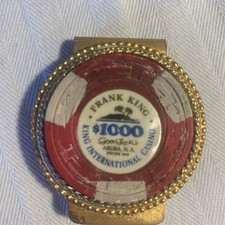 FRANK KING
$1000
ARUBA, N.A.
KING INTERNATIONAL CASINO